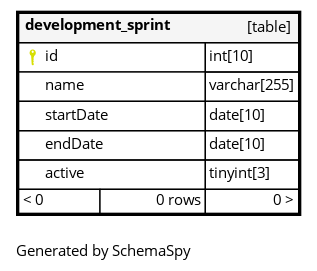 development_sprint [table]
id int[10]
name varchar[255]
startDate date[10]
endDate date[10]
active tinyint[3]
< 0 0 rows 0 >
Generated by SchemaSpy